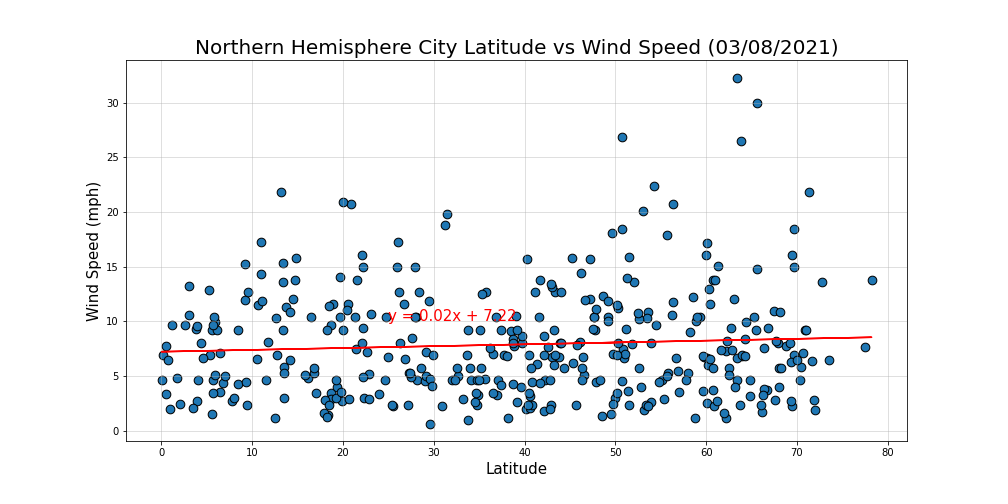 Northern Hemisphere City Latitude vs Wind Speed (03/08/2021)
Wind Speed (mph)
30
25
20
15
10
5
0
y = 0.02x + 7.22
0 10 20 30 40 50 60 70 80
Latitude